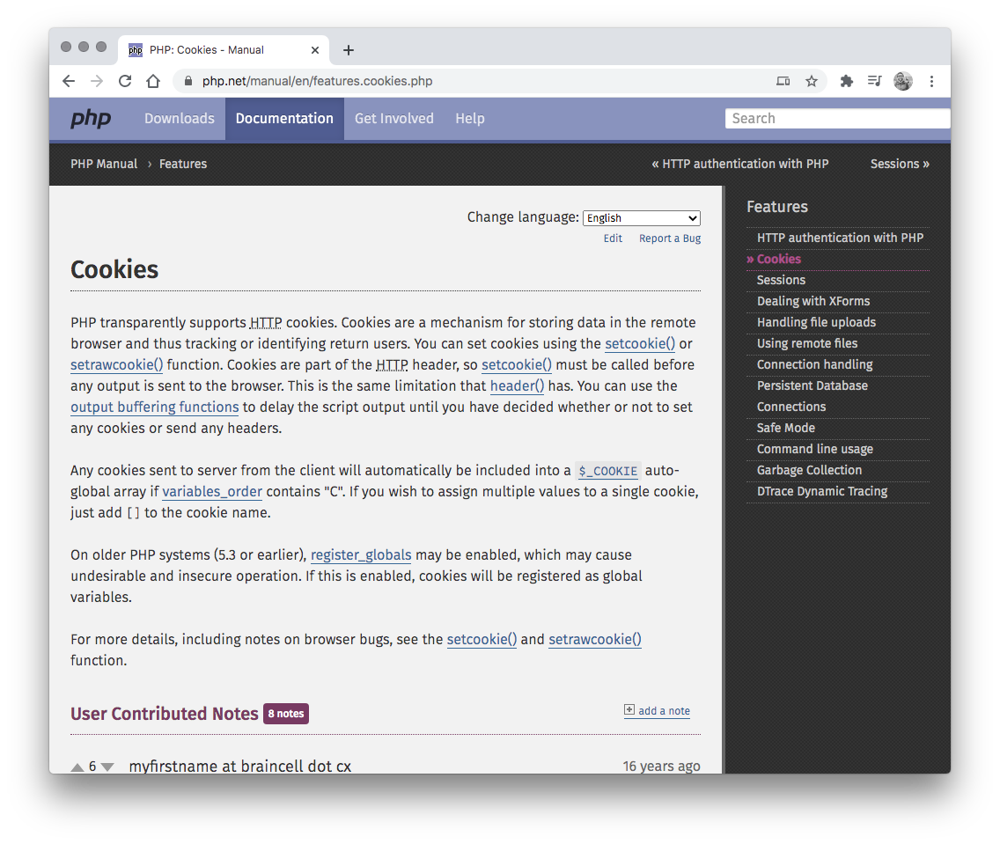 php PHP: Cookies - Manual
php.net/manual/en/features.cookies.php
php Downloads Documentation Get Involved Help Search
PHP Manual › Features « HTTP authentication with PHP Sessions »
Change language: English
Edit Report a Bug
Cookies
PHP transparently supports HTTP cookies. Cookies are a mechanism for storing data in the remote
browser and thus tracking or identifying return users. You can set cookies using the setcookie() or
setrawcookie() function. Cookies are part of the HTTP header, so setcookie() must be called before
any output is sent to the browser. This is the same limitation that header() has. You can use the
output buffering functions to delay the script output until you have decided whether or not to set
any cookies or send any headers.
Any cookies sent to server from the client will automatically be included into a $_COOKIE auto-
global array if variables_order contains "C". If you wish to assign multiple values to a single cookie,
just add [] to the cookie name.
On older PHP systems (5.3 or earlier), register_globals may be enabled, which may cause
undesirable and insecure operation. If this is enabled, cookies will be registered as global
variables.
For more details, including notes on browser bugs, see the setcookie() and setrawcookie()
function.
User Contributed Notes 8 notes add a note
6 myfirstname at braincell dot cx 16 years ago
Features
HTTP authentication with PHP
» Cookies
Sessions
Dealing with XForms
Handling file uploads
Using remote files
Connection handling
Persistent Database
Connections
Safe Mode
Command line usage
Garbage Collection
DTrace Dynamic Tracing